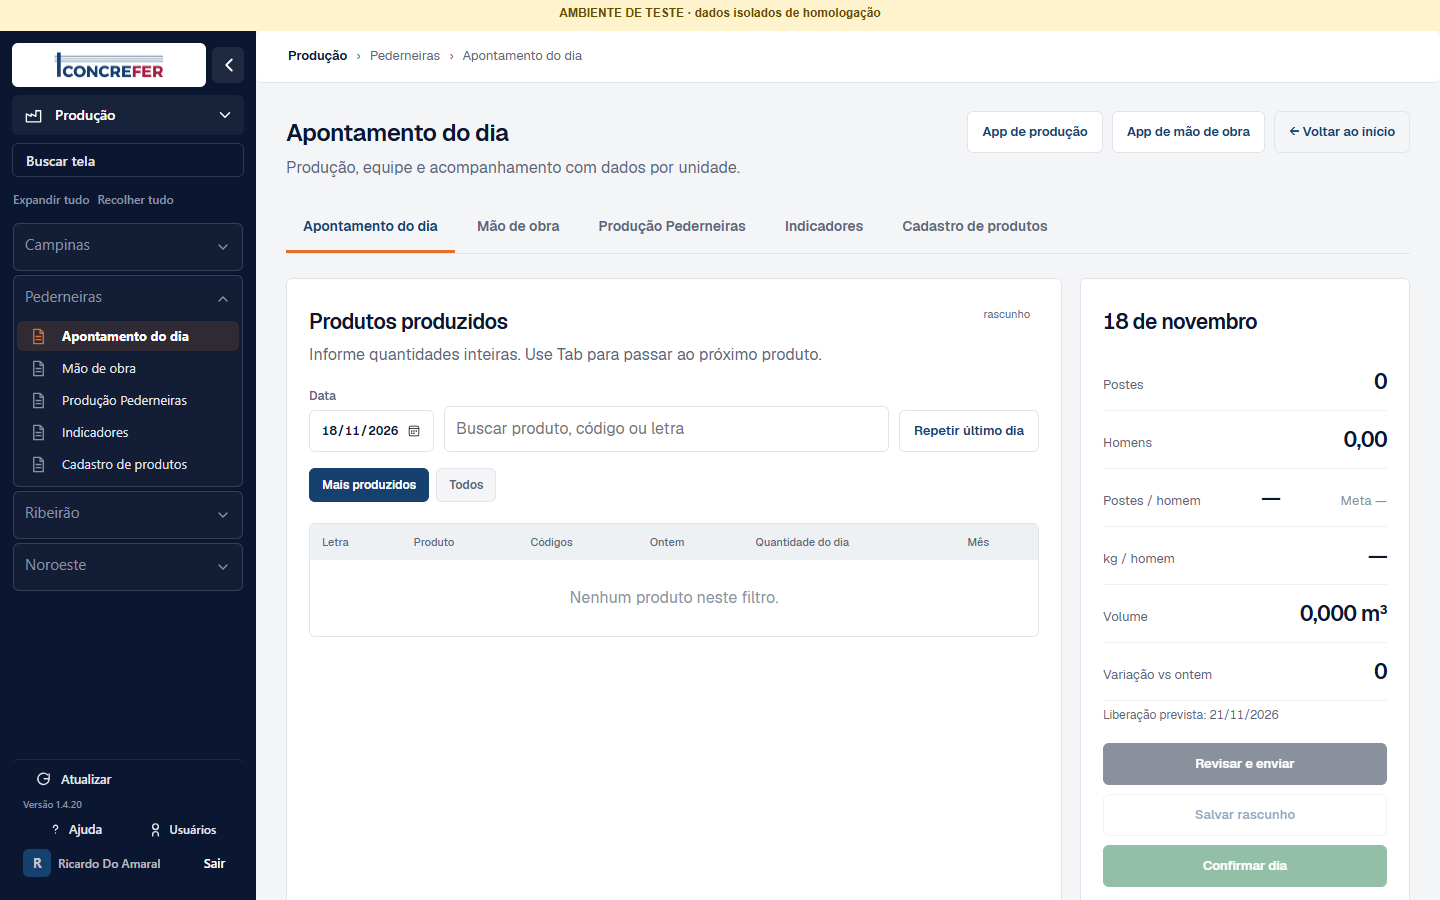 AMBIENTE DE TESTE · dados isolados de homologação
CONCREFER
Produção
Buscar tela
Expandir tudo Recolher tudo
Campinas
Pederneiras
Apontamento do dia
Mão de obra
Produção Pederneiras
Indicadores
Cadastro de produtos
Ribeirão
Noroeste
Atualizar
Versão 1.4.20
? Ajuda Usuários
R Ricardo Do Amaral Sair
Produção › Pederneiras › Apontamento do dia
Apontamento do dia
Produção, equipe e acompanhamento com dados por unidade.
App de produção App de mão de obra ← Voltar ao início
Apontamento do dia Mão de obra Produção Pederneiras Indicadores Cadastro de produtos
Produtos produzidos rascunho
Informe quantidades inteiras. Use Tab para passar ao próximo produto.
Data
18/11/2026 Buscar produto, código ou letra Repetir último dia
Mais produzidos Todos
Letra Produto Códigos Ontem Quantidade do dia Mês
Nenhum produto neste filtro.
18 de novembro
Postes 0
Homens 0,00
Postes / homem — Meta —
kg / homem —
Volume 0,000 m³
Variação vs ontem 0
Liberação prevista: 21/11/2026
Revisar e enviar
Salvar rascunho
Confirmar dia